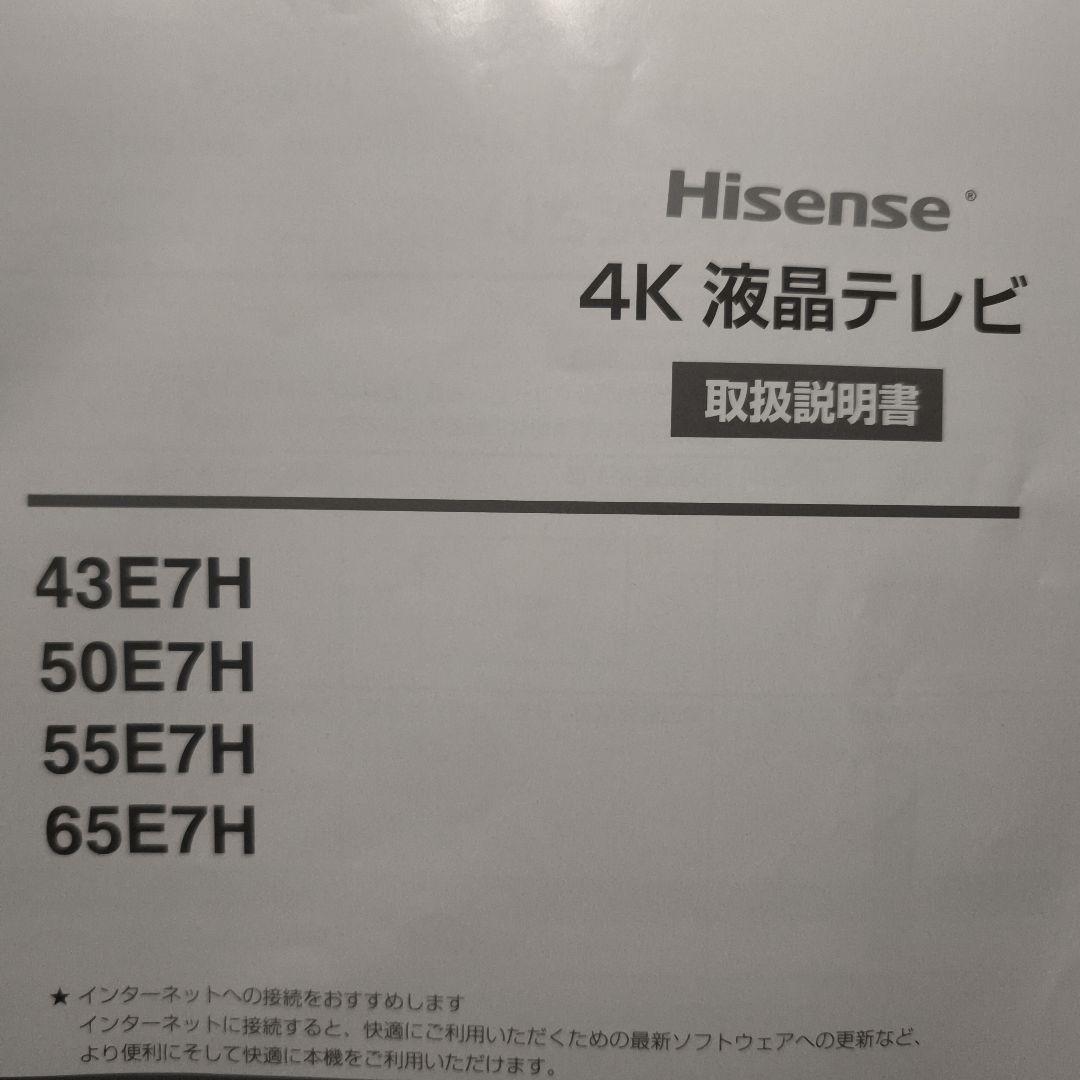 Hisense®
4K 液晶テレビ
取扱説明書
43E7H
50E7H
55E7H
65E7H
★ インターネットへの接続をおすすめします
インターネットに接続すると、快適にご利用いただくための最新ソフトウェアへの更新など、
より便利にそして快適に本機をご利用いただけます。